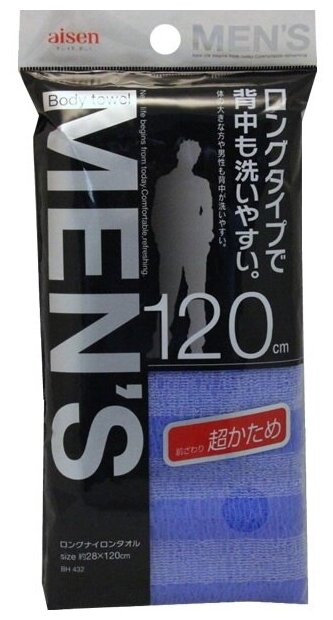 aisen
MEN'S
Body towel
MEN'S
New life begins from today.Comfortable,refreshing.
ロングタイプで
背中も洗いやすい。
体の大きな方や男性も背中が洗いやすい。
120cm
肌ざわり 超かため
ロングナイロンタオル
size 約28×120cm
BH 432